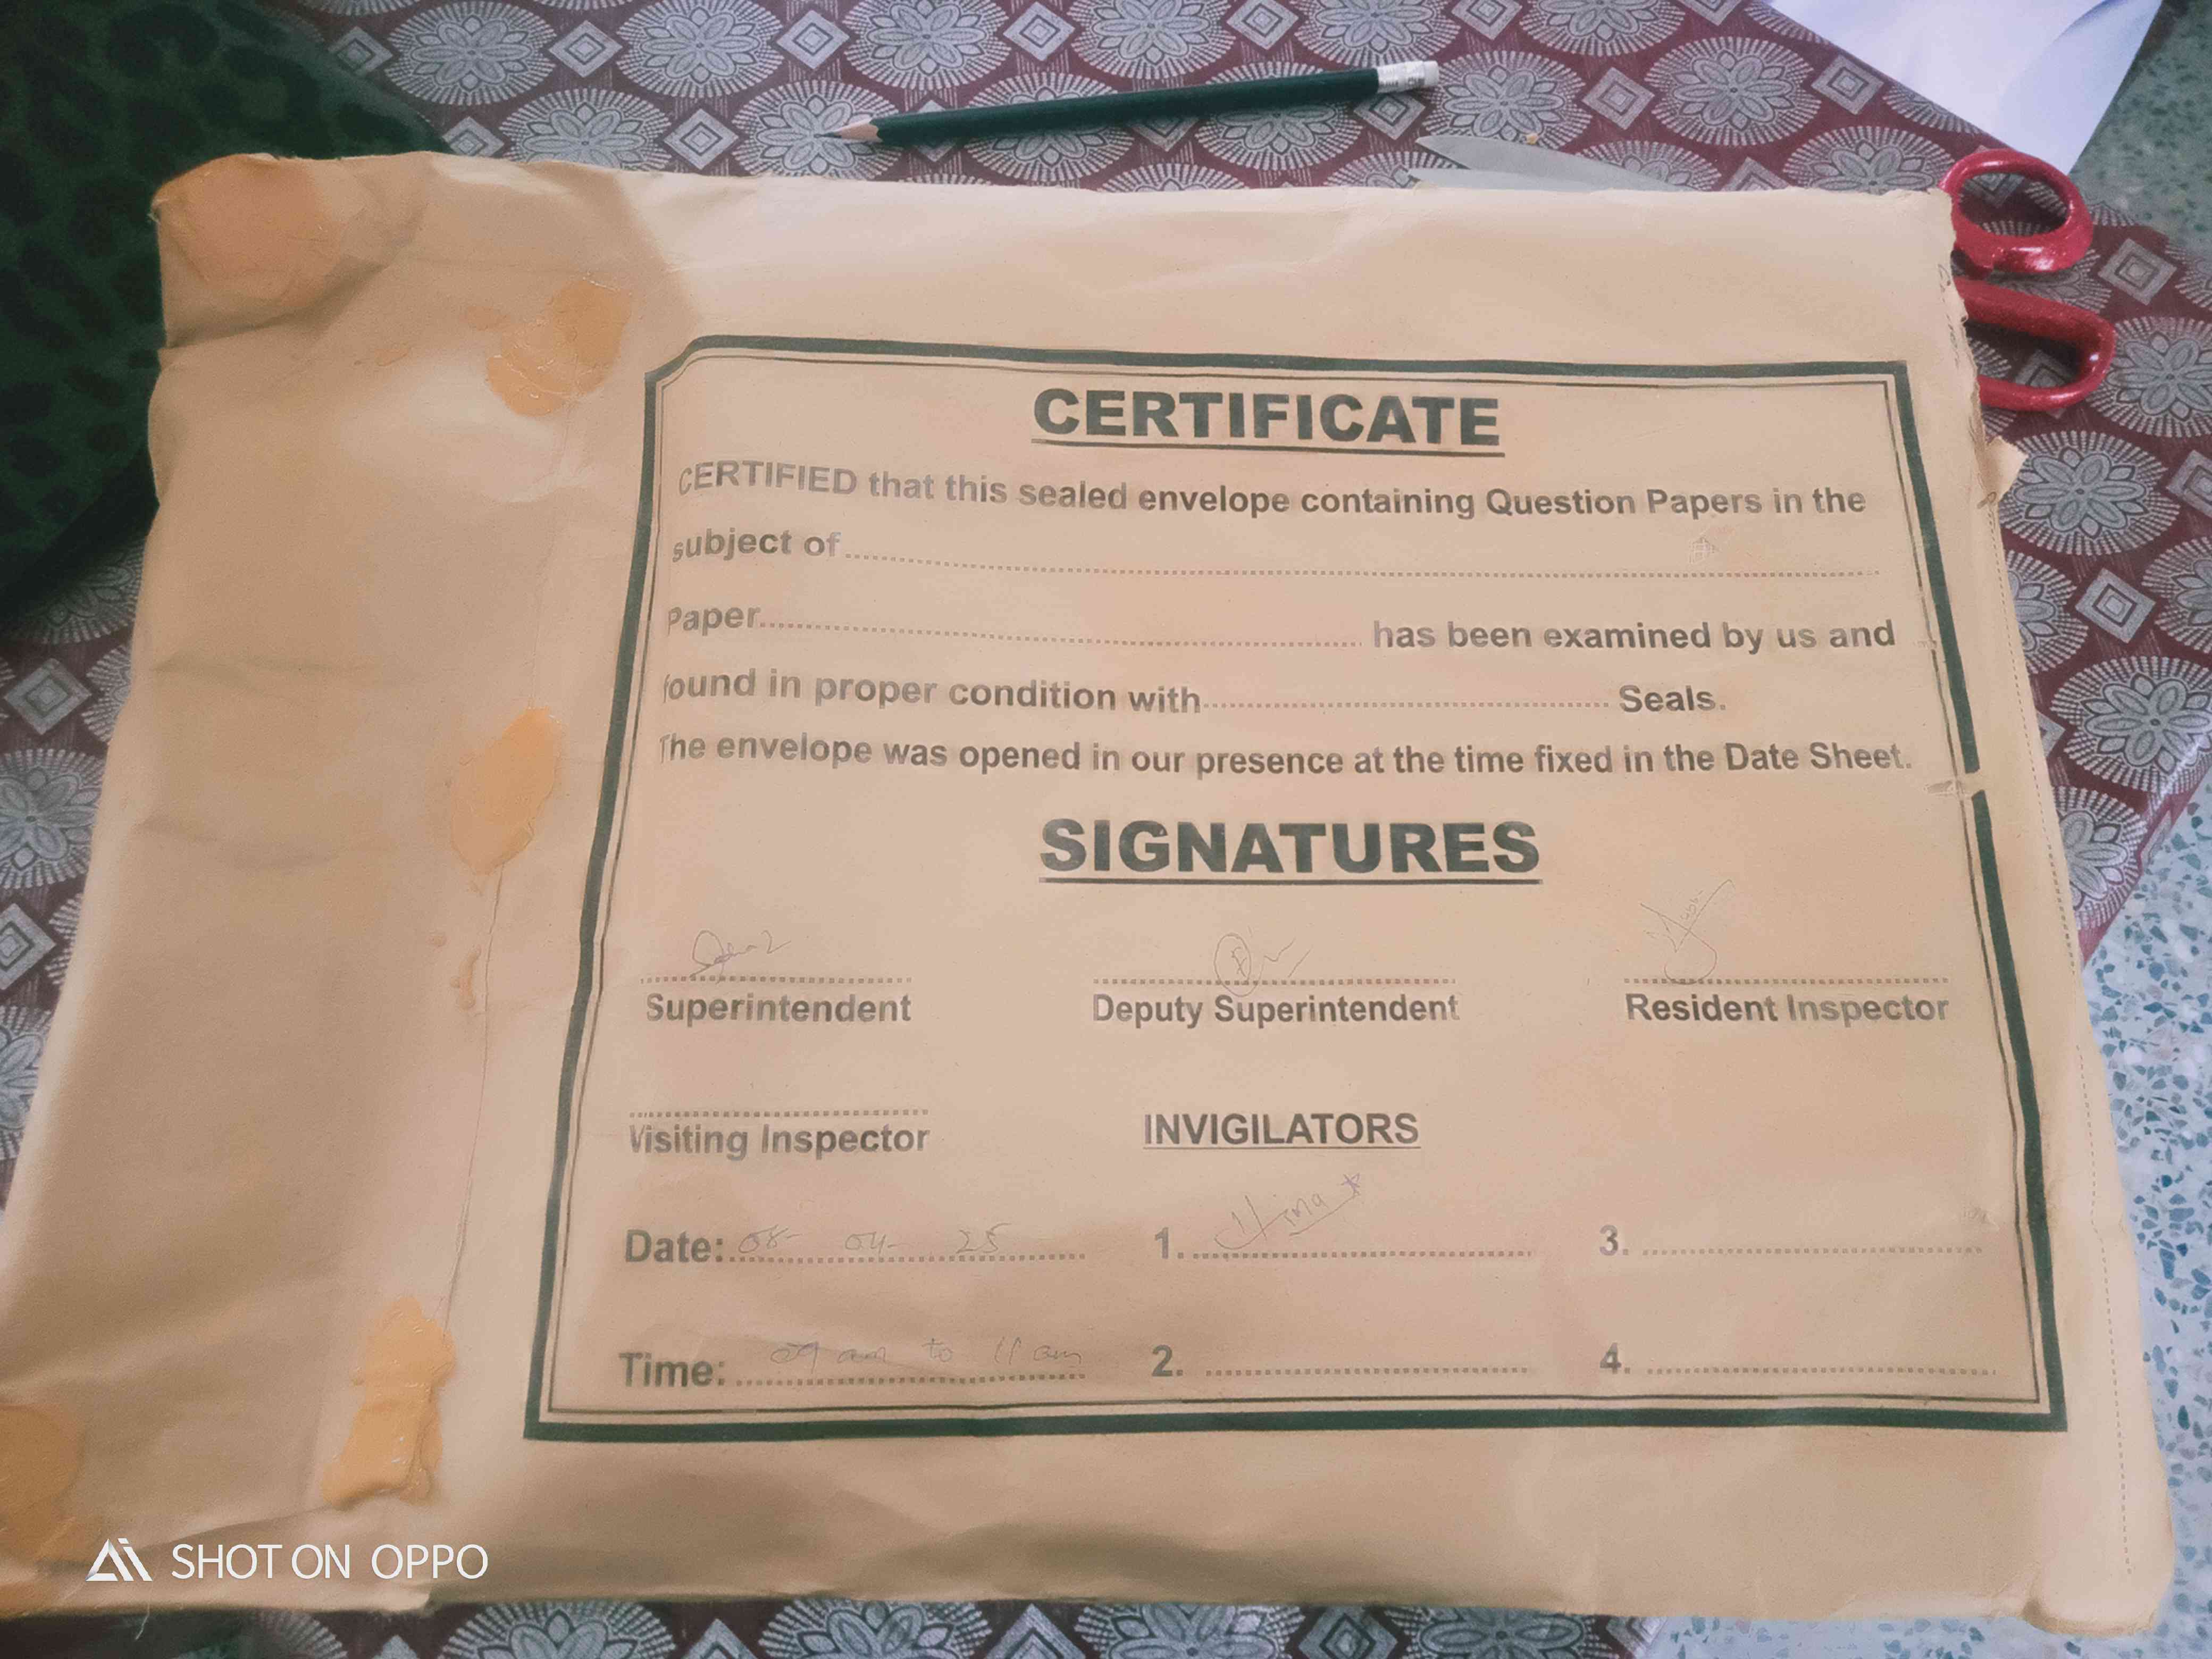 CERTIFICATE
CERTIFIED that this sealed envelope containing Question Papers in the
subject of
Paper has been examined by us and
found in proper condition with Seals.
The envelope was opened in our presence at the time fixed in the Date Sheet.
SIGNATURES
Superintendent Deputy Superintendent Resident Inspector
Visiting Inspector INVIGILATORS
Date: 08- 04- 25 1. Hina 3.
Time: 09 am to 11 am 2. 4.
SHOT ON OPPO